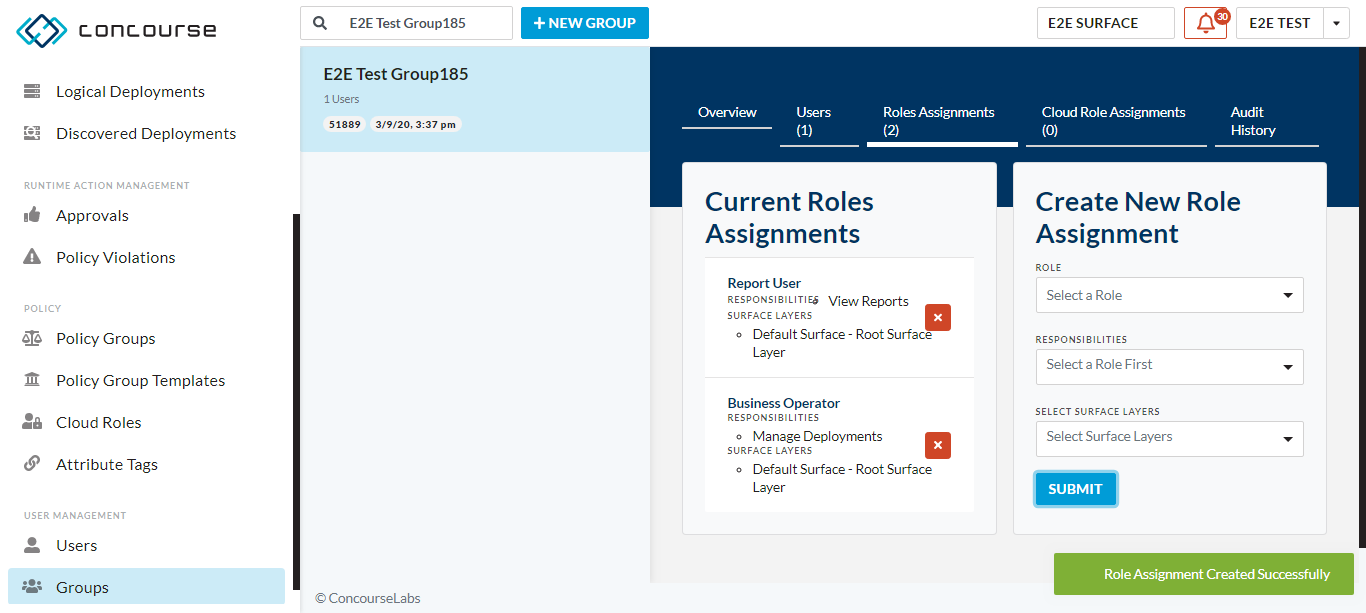 concourse
E2E Test Group185
NEW GROUP
E2E SURFACE
30
E2E TEST
Logical Deployments
Discovered Deployments
RUNTIME ACTION MANAGEMENT
Approvals
Policy Violations
POLICY
Policy Groups
Policy Group Templates
Cloud Roles
Attribute Tags
USER MANAGEMENT
Users
Groups
E2E Test Group185
1 Users
51889 3/9/20, 3:37 pm
Overview
Users
(1)
Roles Assignments
(2)
Cloud Role Assignments
(0)
Audit
History
Current Roles
Assignments
Report User
RESPONSIBILITIES
View Reports
SURFACE LAYERS
Default Surface - Root Surface
Layer
Business Operator
RESPONSIBILITIES
Manage Deployments
SURFACE LAYERS
Default Surface - Root Surface
Layer
Create New Role
Assignment
ROLE
Select a Role
RESPONSIBILITIES
Select a Role First
SELECT SURFACE LAYERS
Select Surface Layers
SUBMIT
Role Assignment Created Successfully
© ConcourseLabs